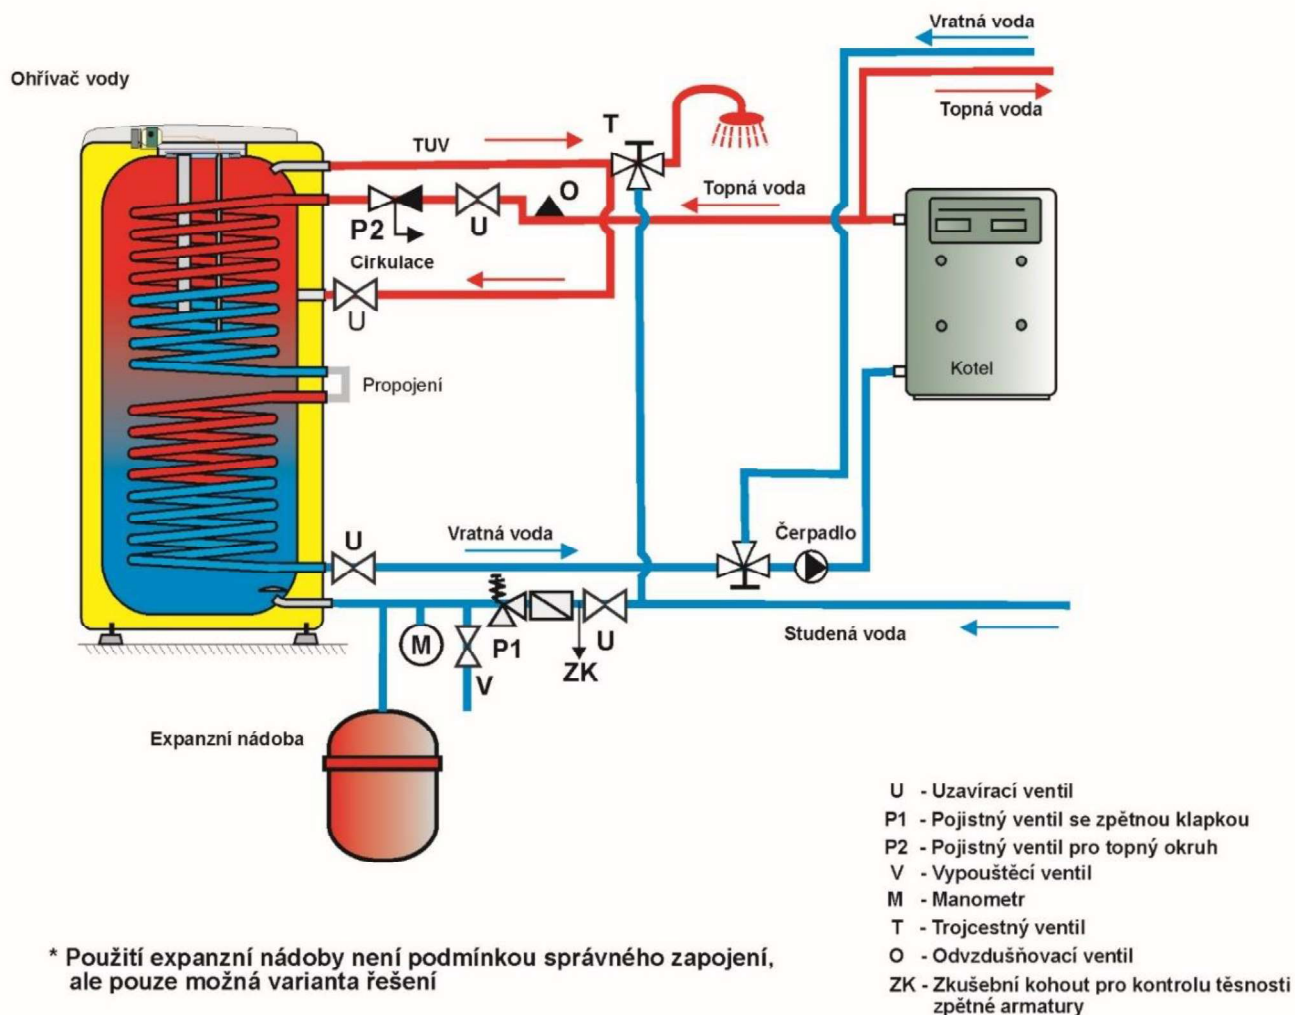 Vratná voda
Ohřívač vody
Topná voda
TUV
T
O
Topná voda
P2
U
Cirkulace
U
Propojení
Kotel
U
Vratná voda
Čerpadlo
M
V
P1
ZK
U
Studená voda
Expanzní nádoba
U - Uzavírací ventil
P1 - Pojistný ventil se zpětnou klapkou
P2 - Pojistný ventil pro topný okruh
V - Vypouštěcí ventil
M - Manometr
T - Trojcestný ventil
O - Odvzdušňovací ventil
ZK - Zkušební kohout pro kontrolu těsnosti
zpětné armatury
* Použití expanzní nádoby není podmínkou správného zapojení,
ale pouze možná varianta řešení